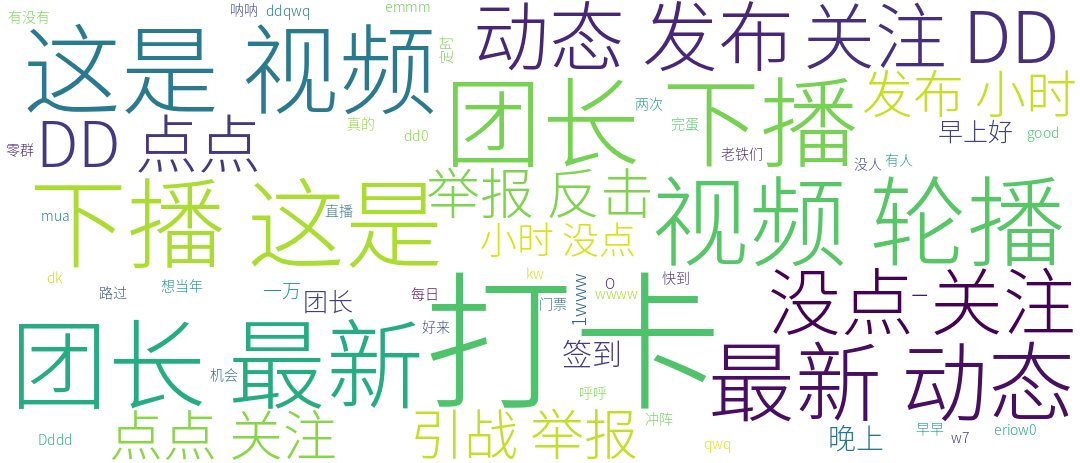 有没有
呐呐
ddqwq
emmm
这是 视频
定时
动态 发布
关注 DD
DD 点点
零群
真的
dd0
团长 下播
两次
完蛋
老铁们
发布 小时
早上好
good
没人
有人
下播 这是
mua
直播
举报 反击
小时 没点
视频 轮播
dk
路过
想当年
一万
团长
每日
kw
O
wwww
快到
门票
1www
打卡
没点 关注
一
团长 最新
好来
签到
机会
呼呼
最新 动态
Dddd
点点 关注
引战 举报
冲阵
qwq
晚上
早早
w7
eriow0